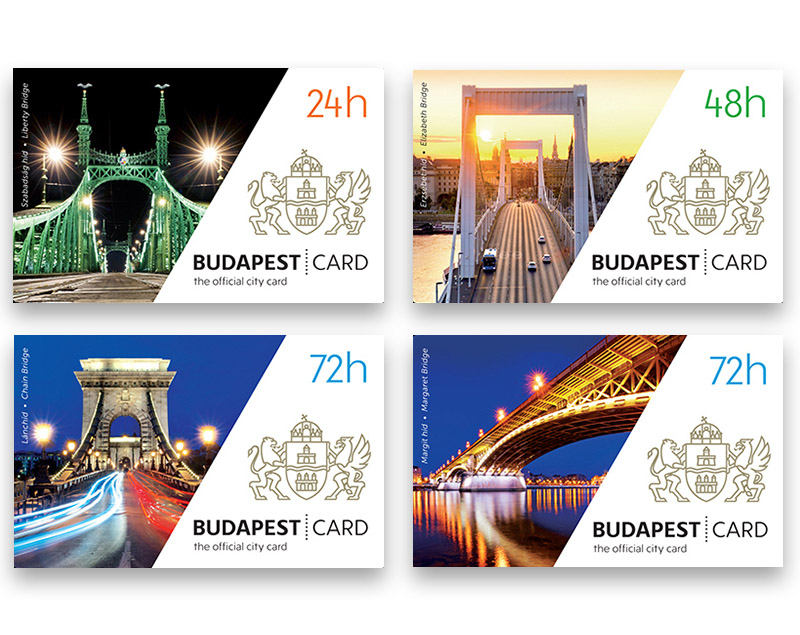 Szabadság híd • Liberty Bridge
24h
BUDAPEST CARD
the official city card
Erzsébet híd • Elizabeth Bridge
48h
BUDAPEST CARD
the official city card
Lánchíd • Chain Bridge
72h
BUDAPEST CARD
the official city card
Margit híd • Margaret Bridge
72h
BUDAPEST CARD
the official city card